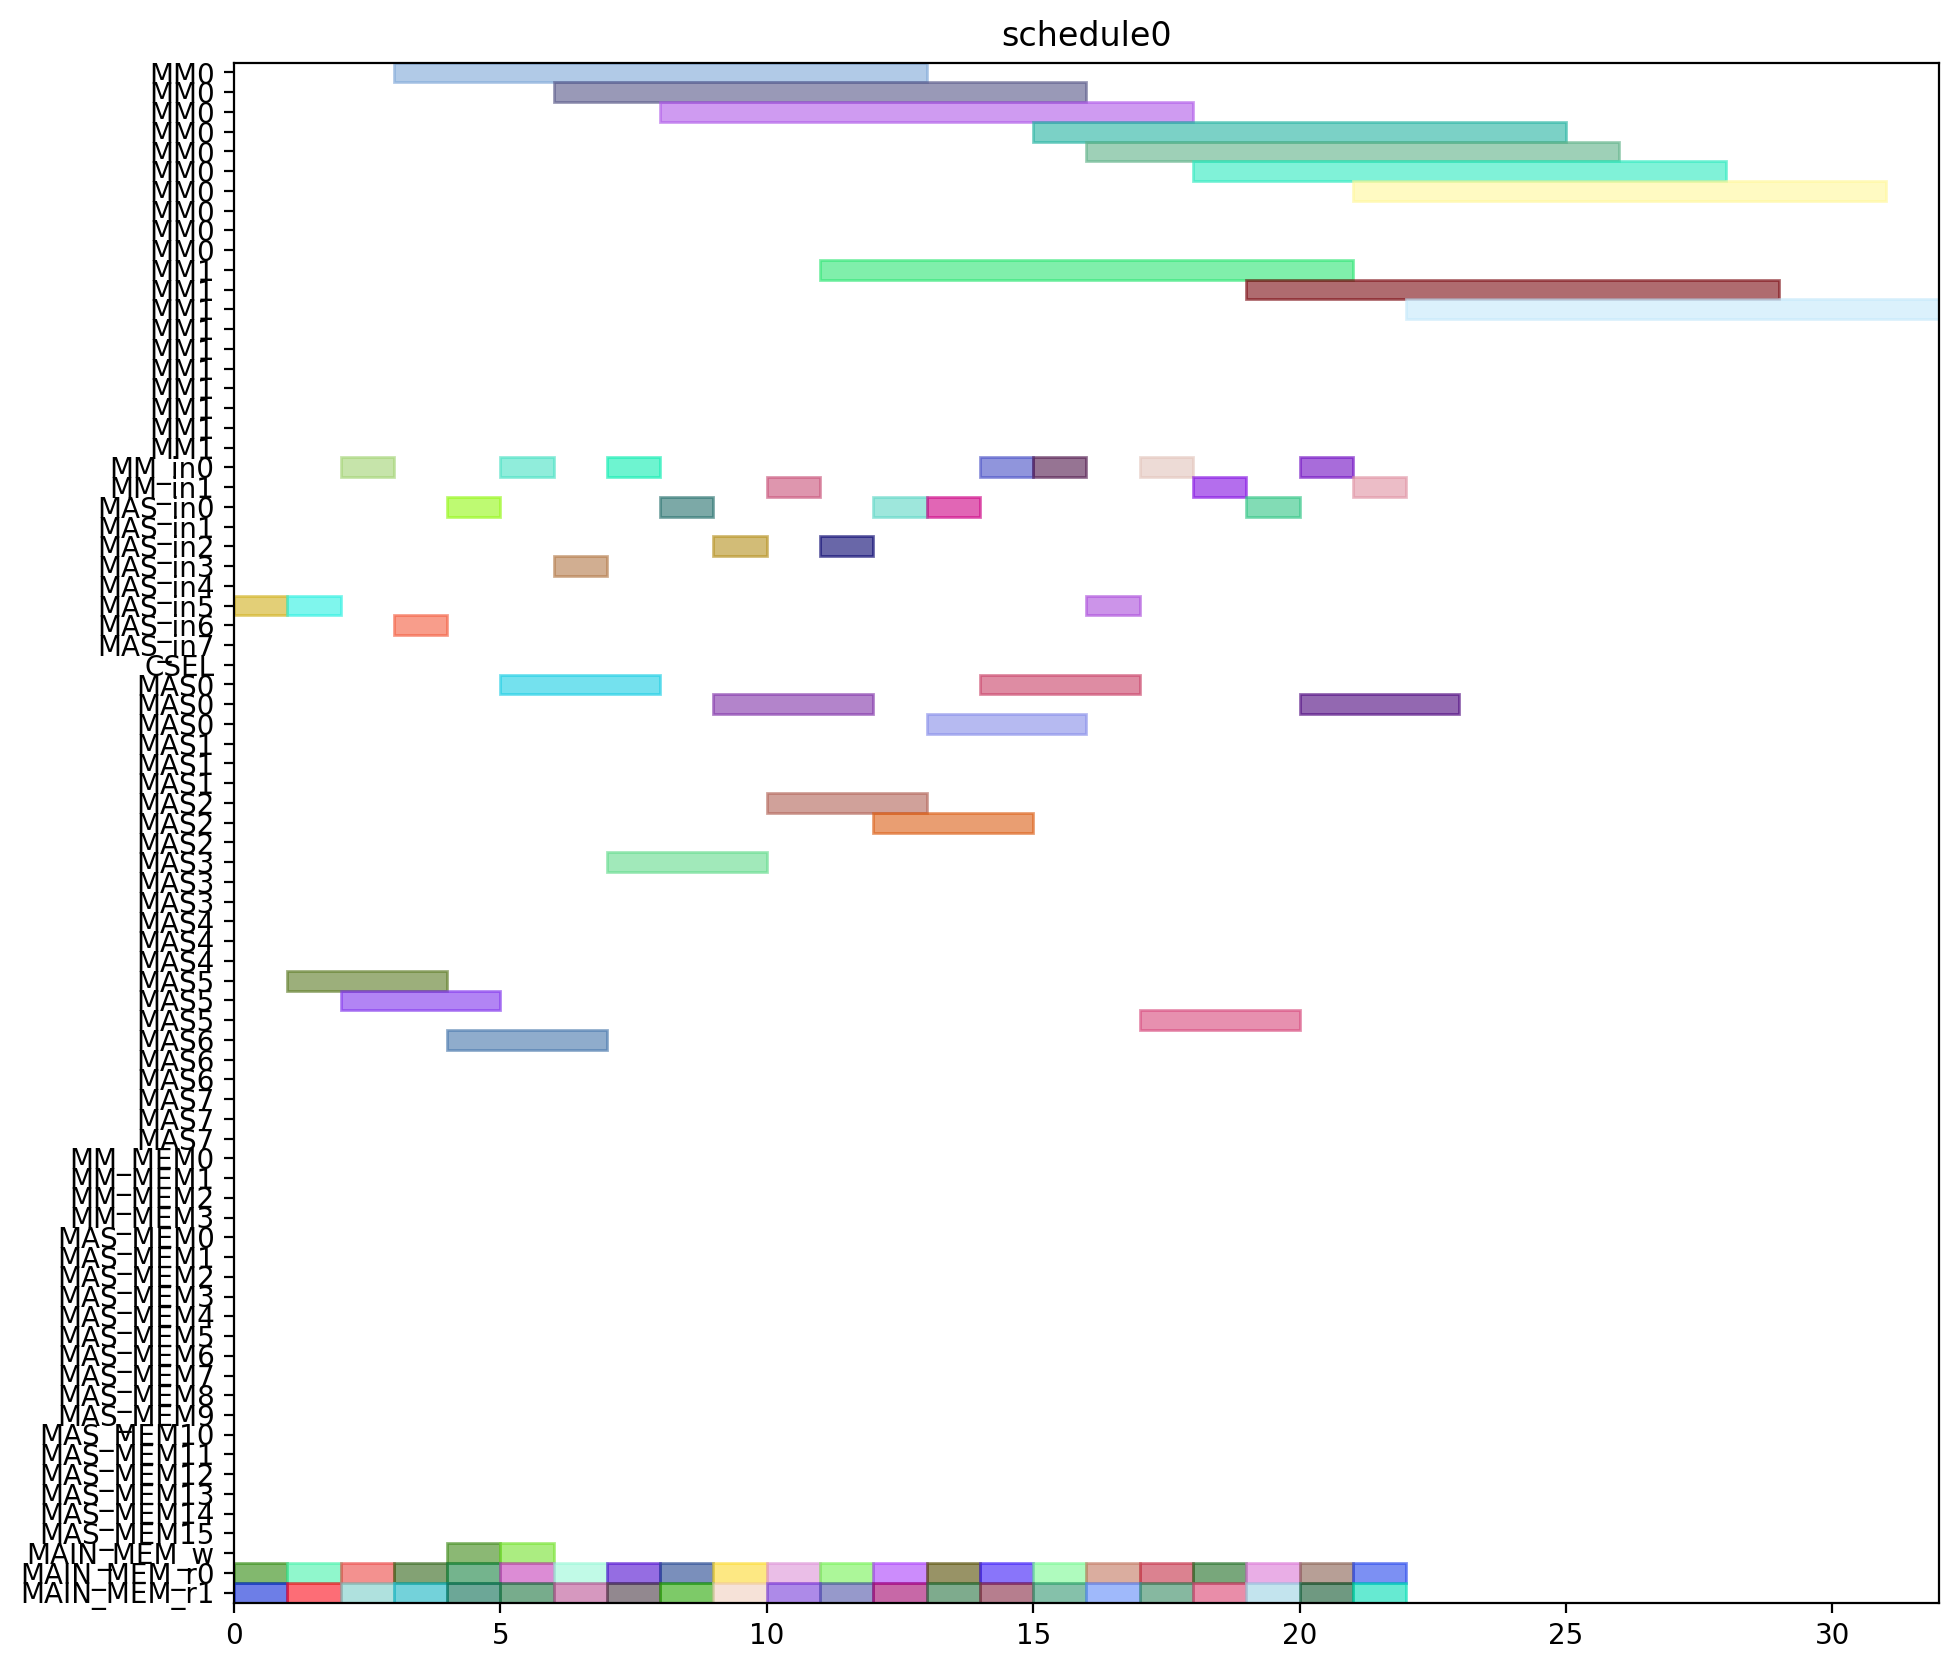 schedule0
MM0
MM0
MM0
MM0
MM0
MM0
MM0
MM0
MM0
MM0
MM1
MM1
MM1
MM1
MM1
MM1
MM1
MM1
MM1
MM1
MM_in0
MM_in1
MAS_in0
MAS_in1
MAS_in2
MAS_in3
MAS_in4
MAS_in5
MAS_in6
MAS_in7
CSEL
MAS0
MAS0
MAS0
MAS1
MAS1
MAS1
MAS2
MAS2
MAS2
MAS3
MAS3
MAS3
MAS4
MAS4
MAS4
MAS5
MAS5
MAS5
MAS6
MAS6
MAS6
MAS7
MAS7
MAS7
MM_MEM0
MM_MEM1
MM_MEM2
MM_MEM3
MAS_MEM0
MAS_MEM1
MAS_MEM2
MAS_MEM3
MAS_MEM4
MAS_MEM5
MAS_MEM6
MAS_MEM7
MAS_MEM8
MAS_MEM9
MAS_MEM10
MAS_MEM11
MAS_MEM12
MAS_MEM13
MAS_MEM14
MAS_MEM15
MAIN_MEM_w
MAIN_MEM_r0
MAIN_MEM_r1
0 5 10 15 20 25 30